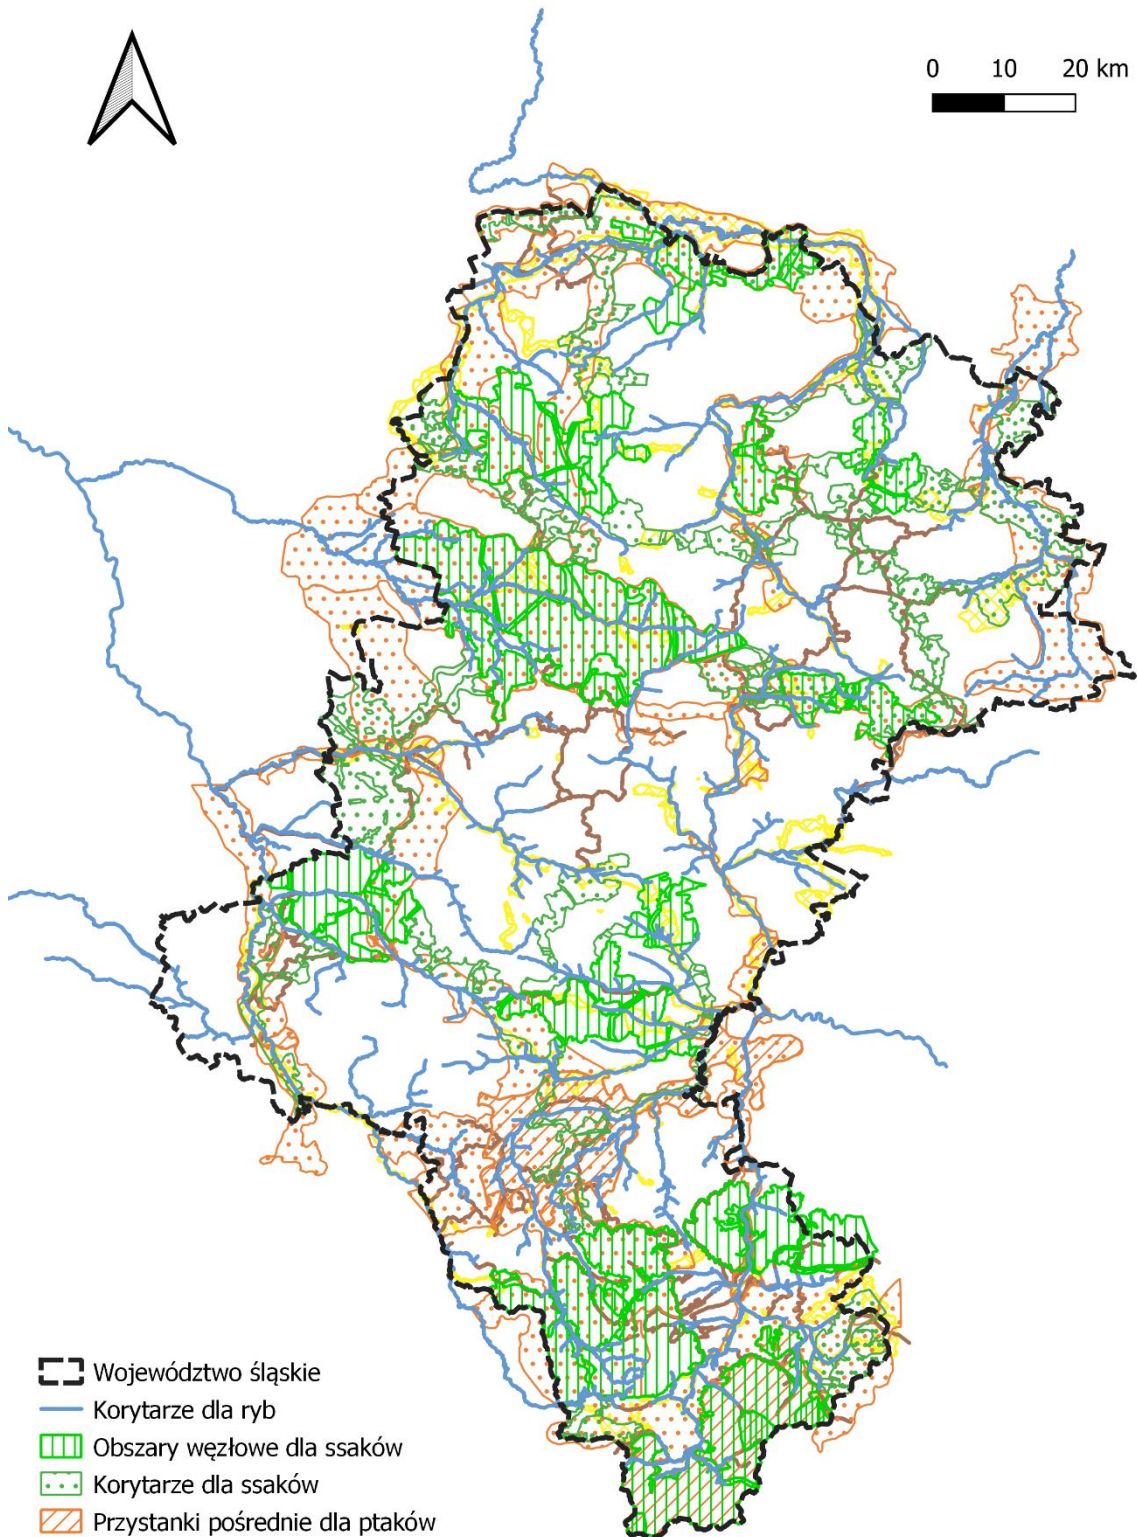 0 10 20 km
Województwo śląskie
Korytarze dla ryb
Obszary węzłowe dla ssaków
Korytarze dla ssaków
Przystanki pośrednie dla ptaków